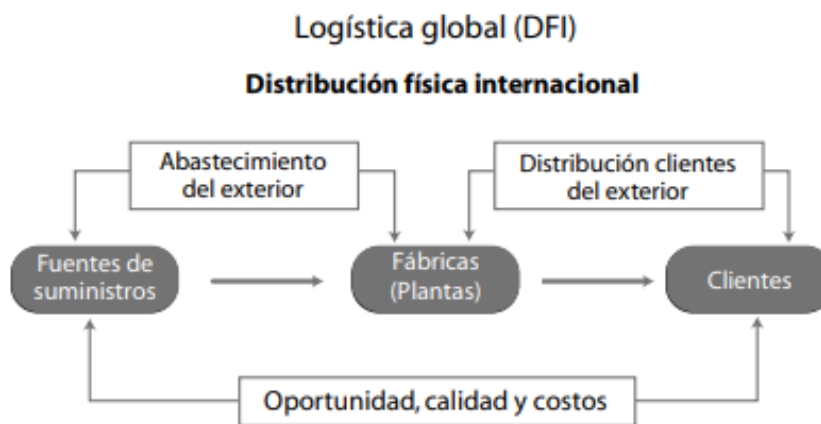 Logística global (DFI)
Distribución física internacional
Abastecimiento
del exterior
Distribución clientes
del exterior
Fuentes de
suministros
Fábricas
(Plantas)
Clientes
Oportunidad, calidad y costos